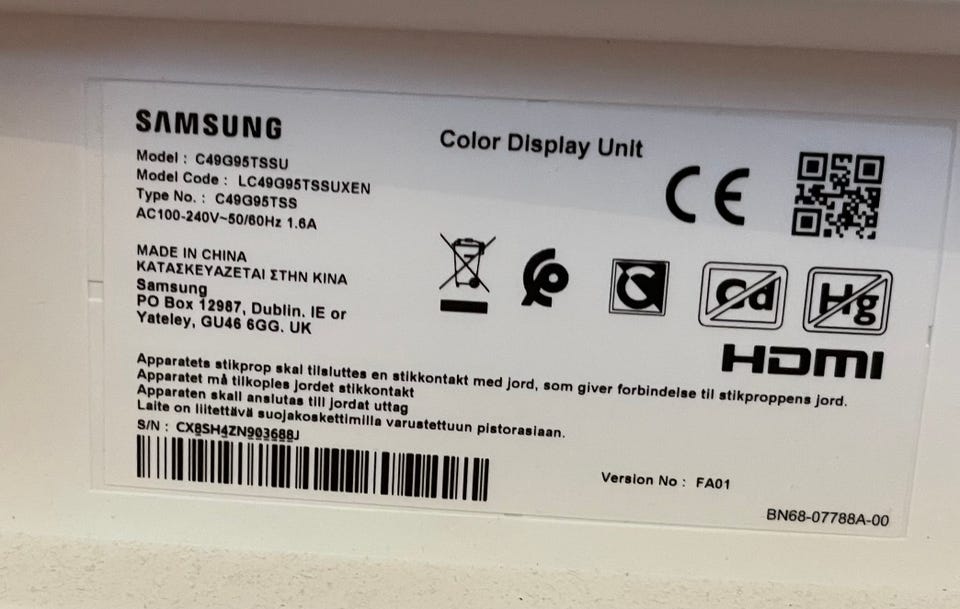 SAMSUNG
Color Display Unit
Model : C49G95TSSU
Model Code : LC49G95TSSUXEN
Type No. : C49G95TSS
AC100-240V~50/60Hz 1.6A
CE
MADE IN CHINA
ΚΑΤΑΣΚΕΥΑΖΕΤΑΙ ΣΤΗΝ ΚΙΝΑ
Samsung
PO Box 12987, Dublin. IE or
Yateley, GU46 6GG. UK
Cd
Hg
HDMI
Apparatets stikprop skal tilsluttes en stikkontakt med jord, som giver forbindelse til stikproppens jord.
Apparatet må tilkoples jordet stikkontakt
Apparaten skall anslutas till jordat uttag
Laite on liitettävä suojakoskettimilla varustettuun pistorasiaan.
S/N : CX8SH4ZN903688J
Version No : FA01
BN68-07788A-00